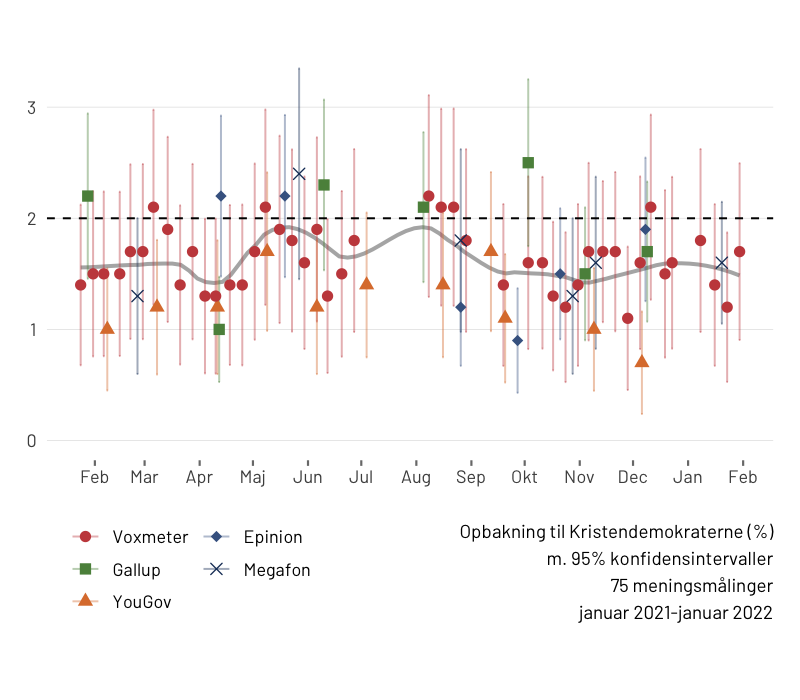 3
2
1
0
Feb Mar Apr Maj Jun Jul Aug Sep Okt Nov Dec Jan Feb
Voxmeter
Epinion
Gallup
Megafon
YouGov
Opbakning til Kristendemokraterne (%)
m. 95% konfidensintervaller
75 meningsmålinger
januar 2021-januar 2022